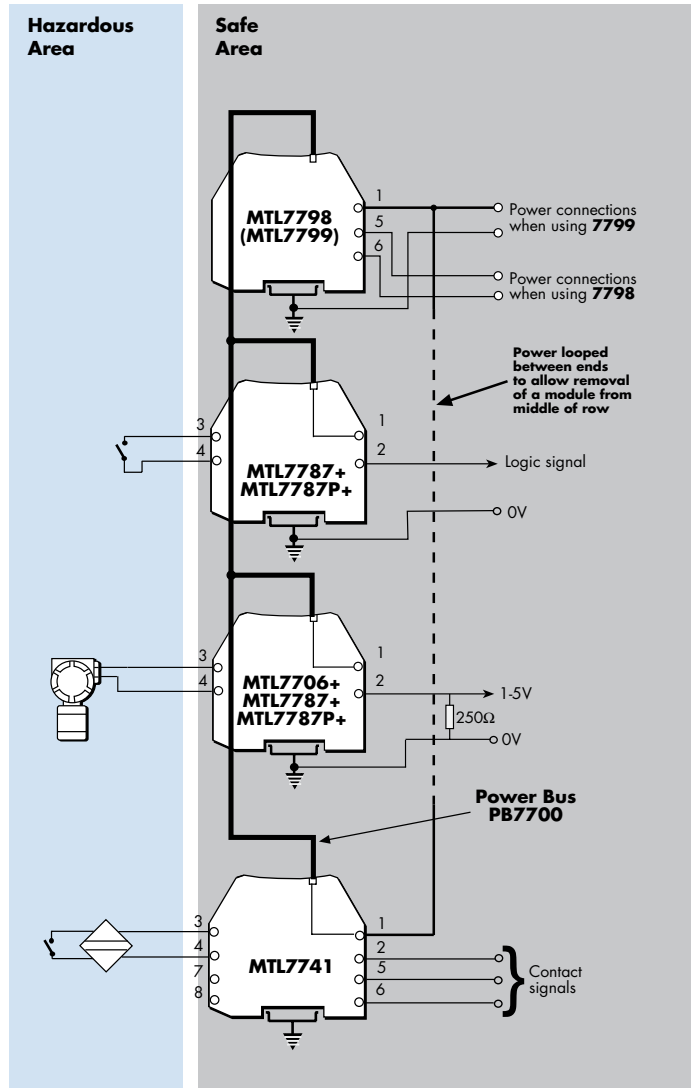 Hazardous
Area
Safe
Area
MTL7798
(MTL7799)
1
5
6
Power connections
when using 7799
Power connections
when using 7798
Power looped
between ends
to allow removal
of a module from
middle of row
3
4
MTL7787+
MTL7787P+
1
2
Logic signal
0V
3
4
MTL7706+
MTL7787+
MTL7787P+
1
2
1-5V
250Ω
0V
Power Bus
PB7700
3
4
7
8
MTL7741
1
2
5
6
Contact
signals